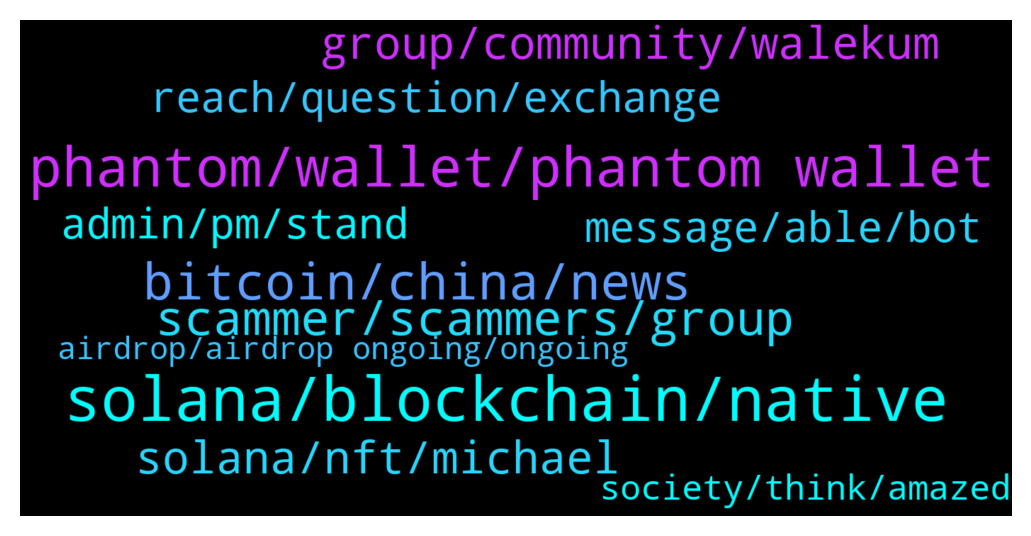 group/community/walekum
reach/question/exchange
phantom/wallet/phantom wallet
admin/pm/stand
message/able/bot
bitcoin/china/news
scammer/scammers/group
airdrop/airdrop ongoing/ongoing
solana/blockchain/native
solana/nft/michael
society/think/amazed